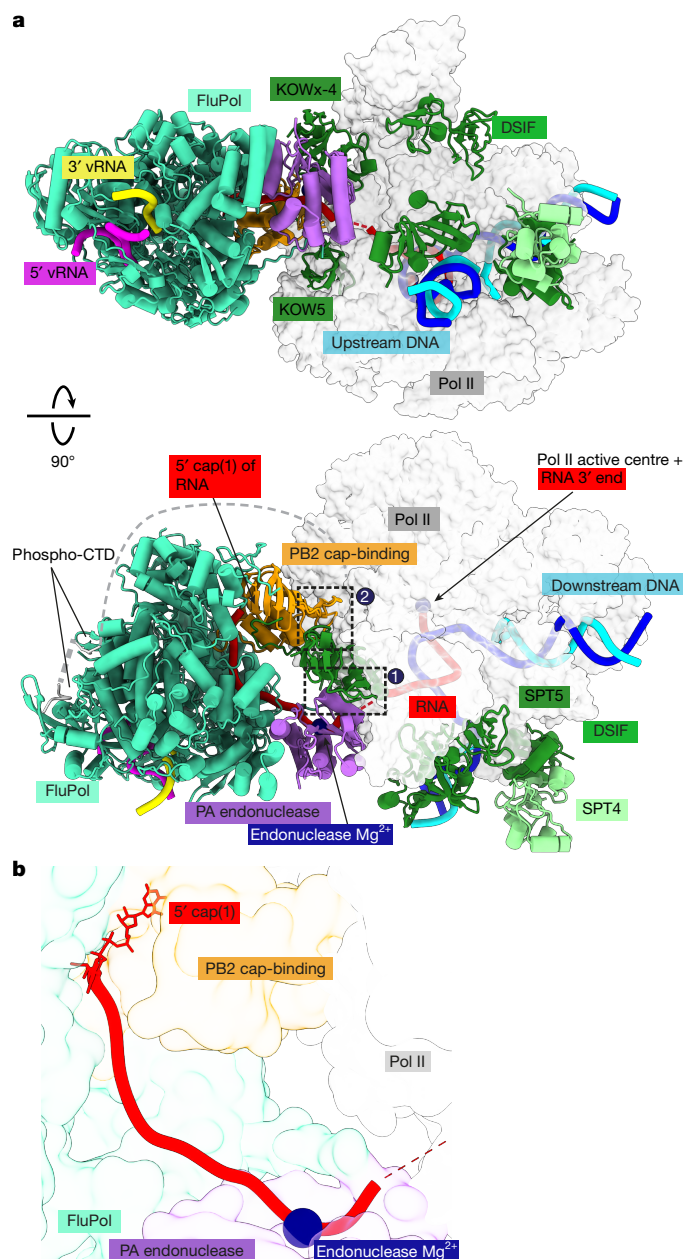 a
KOWx-4
FluPol
DSIF
3′ vRNA
5′ vRNA
KOW5
Upstream DNA
Pol II
90°
5′ cap(1) of
RNA
Pol II active centre +
RNA 3′ end
Pol II
Phospho-CTD
PB2 cap-binding
Downstream DNA
2
1
RNA
SPT5
DSIF
FluPol
PA endonuclease
SPT4
Endonuclease Mg²⁺
b
5′ cap(1)
PB2 cap-binding
Pol II
FluPol
PA endonuclease
Endonuclease Mg²⁺